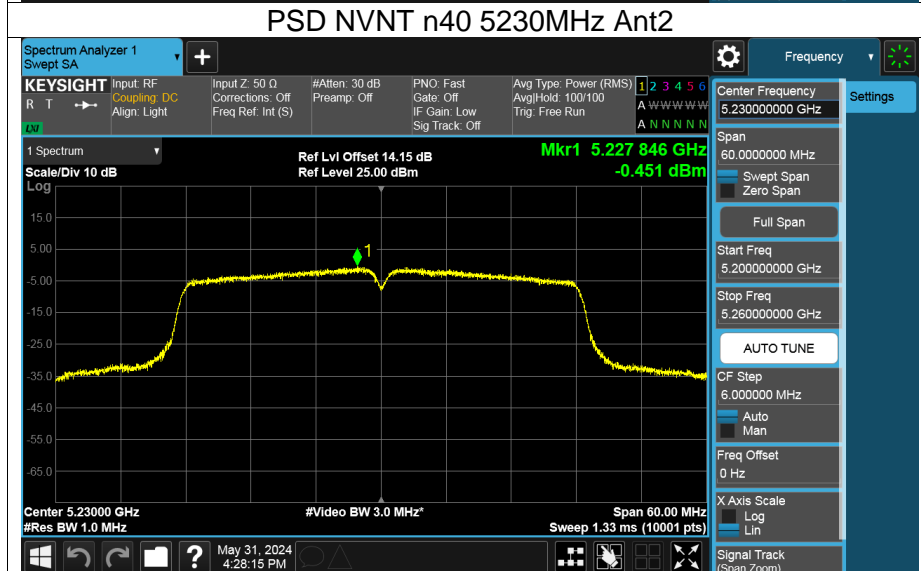 PSD NVNT n40 5230MHz Ant2
Spectrum Analyzer 1
Swept SA
+
Frequency
KEYSIGHT
R T
LXI
Input: RF
Coupling: DC
Align: Light
Input Z: 50 Ω
Corrections: Off
Freq Ref: Int (S)
#Atten: 30 dB
Preamp: Off
PNO: Fast
Gate: Off
IF Gain: Low
Sig Track: Off
Avg Type: Power (RMS)
Avg|Hold: 100/100
Trig: Free Run
1 2 3 4 5 6
A W W W W W
A N N N N N
1 Spectrum
Scale/Div 10 dB
Log
Ref Lvl Offset 14.15 dB
Ref Level 25.00 dBm
Mkr1 5.227 846 GHz
-0.451 dBm
15.0
5.00
1
-5.00
-15.0
-25.0
-35.0
-45.0
-55.0
-65.0
Center 5.23000 GHz
#Res BW 1.0 MHz
#Video BW 3.0 MHz*
Span 60.00 MHz
Sweep 1.33 ms (10001 pts)
?
May 31, 2024
4:28:15 PM
Center Frequency
5.230000000 GHz
Settings
Span
60.0000000 MHz
Swept Span
Zero Span
Full Span
Start Freq
5.200000000 GHz
Stop Freq
5.260000000 GHz
AUTO TUNE
CF Step
6.000000 MHz
Auto
Man
Freq Offset
0 Hz
X Axis Scale
Log
Lin
Signal Track
(Span Zoom)